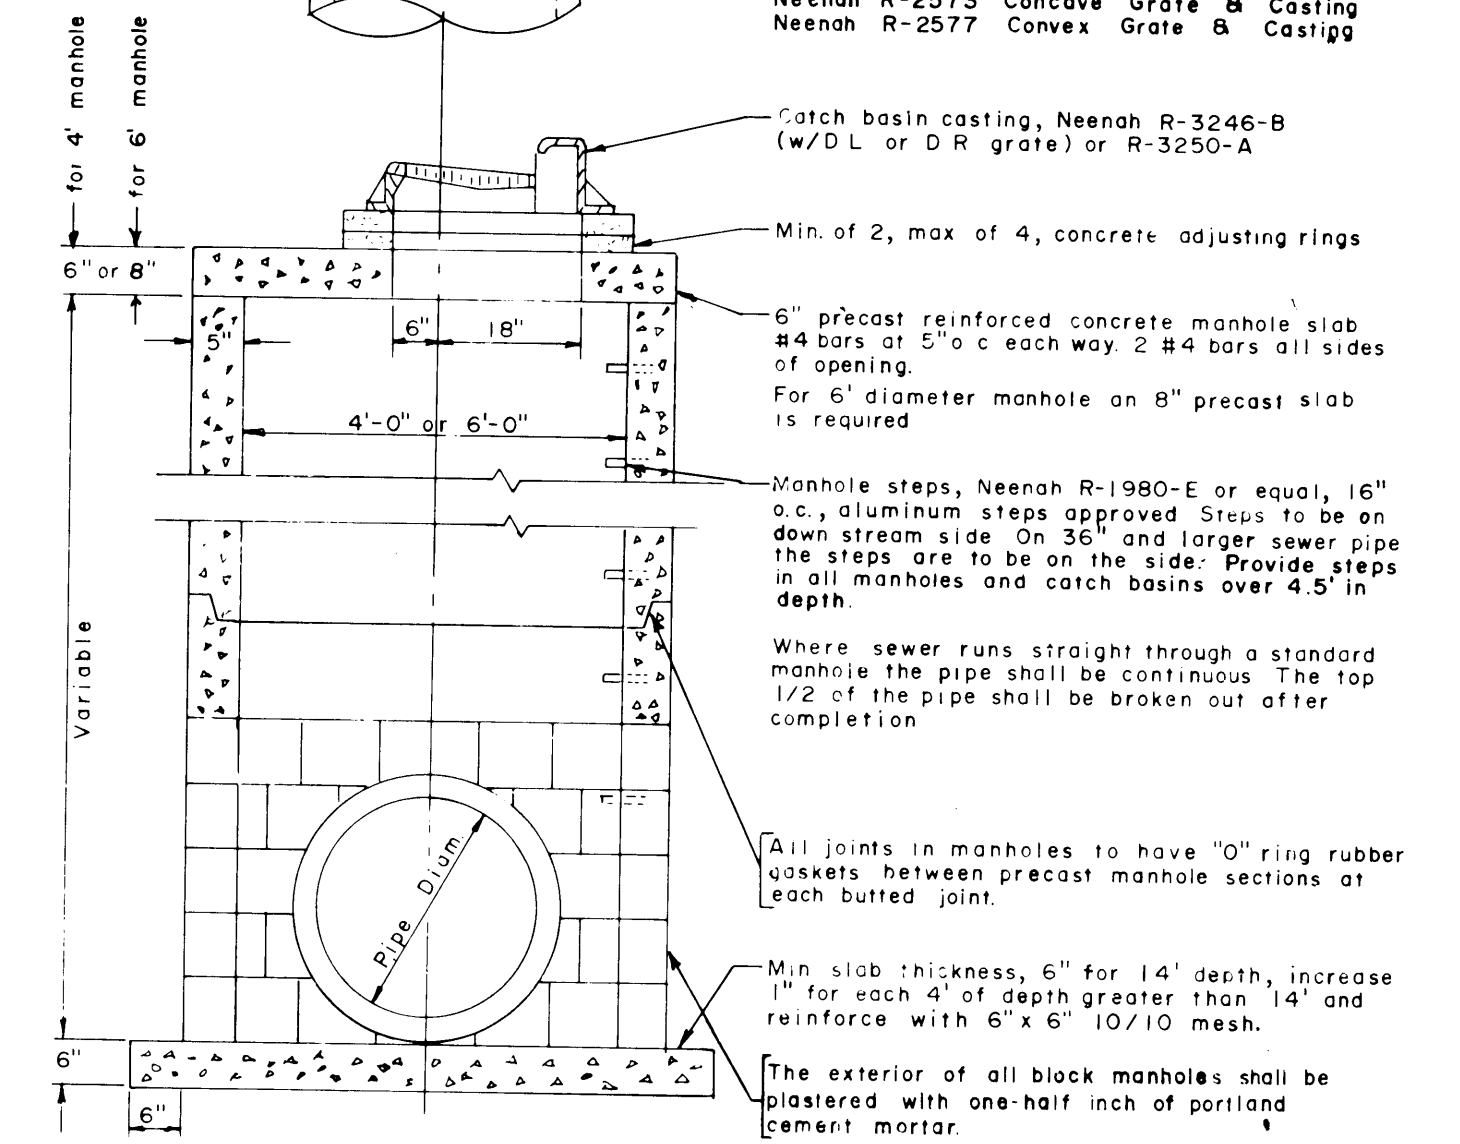 Neenah R-2573 Concave Grate & Casting
Neenah R-2577 Convex Grate & Casting
for 4' manhole
for 6' manhole
Catch basin casting, Neenah R-3246-B
(w/DL or DR grate) or R-3250-A
Min. of 2, max of 4, concrete adjusting rings
6" or 8"
6" precast reinforced concrete manhole slab
#4 bars at 5" o c each way. 2 #4 bars all sides
of opening.
For 6' diameter manhole an 8" precast slab
is required
6"
18"
5"
4'-0" or 6'-0"
Manhole steps, Neenah R-1980-E or equal, 16"
o.c., aluminum steps approved Steps to be on
down stream side On 36" and larger sewer pipe
the steps are to be on the side. Provide steps
in all manholes and catch basins over 4.5' in
depth.
Variable
Where sewer runs straight through a standard
manhole the pipe shall be continuous The top
1/2 of the pipe shall be broken out after
completion
Pipe Diam.
All joints in manholes to have "O" ring rubber
gaskets between precast manhole sections at
each butted joint.
Min slab thickness, 6" for 14' depth, increase
1" for each 4' of depth greater than 14' and
reinforce with 6" x 6" 10/10 mesh.
6"
6"
The exterior of all block manholes shall be
plastered with one-half inch of portland
cement mortar.